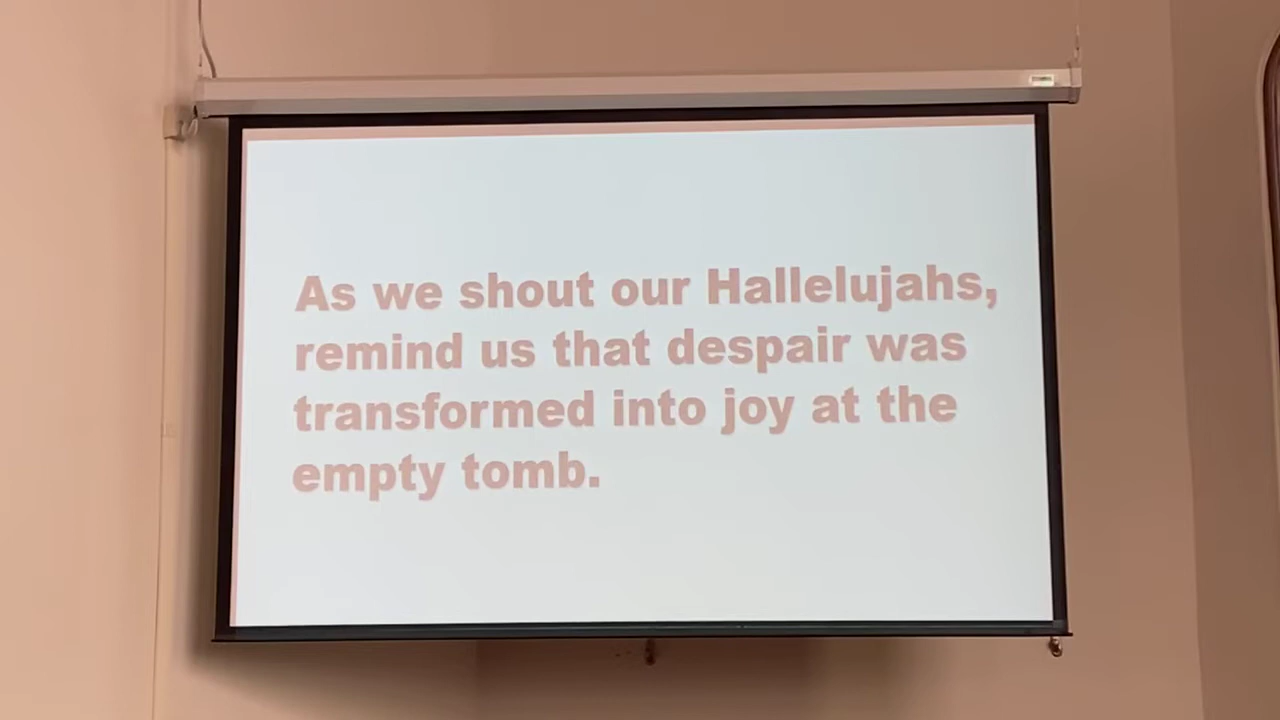 As we shout our Hallelujahs,
remind us that despair was
transformed into joy at the
empty tomb.